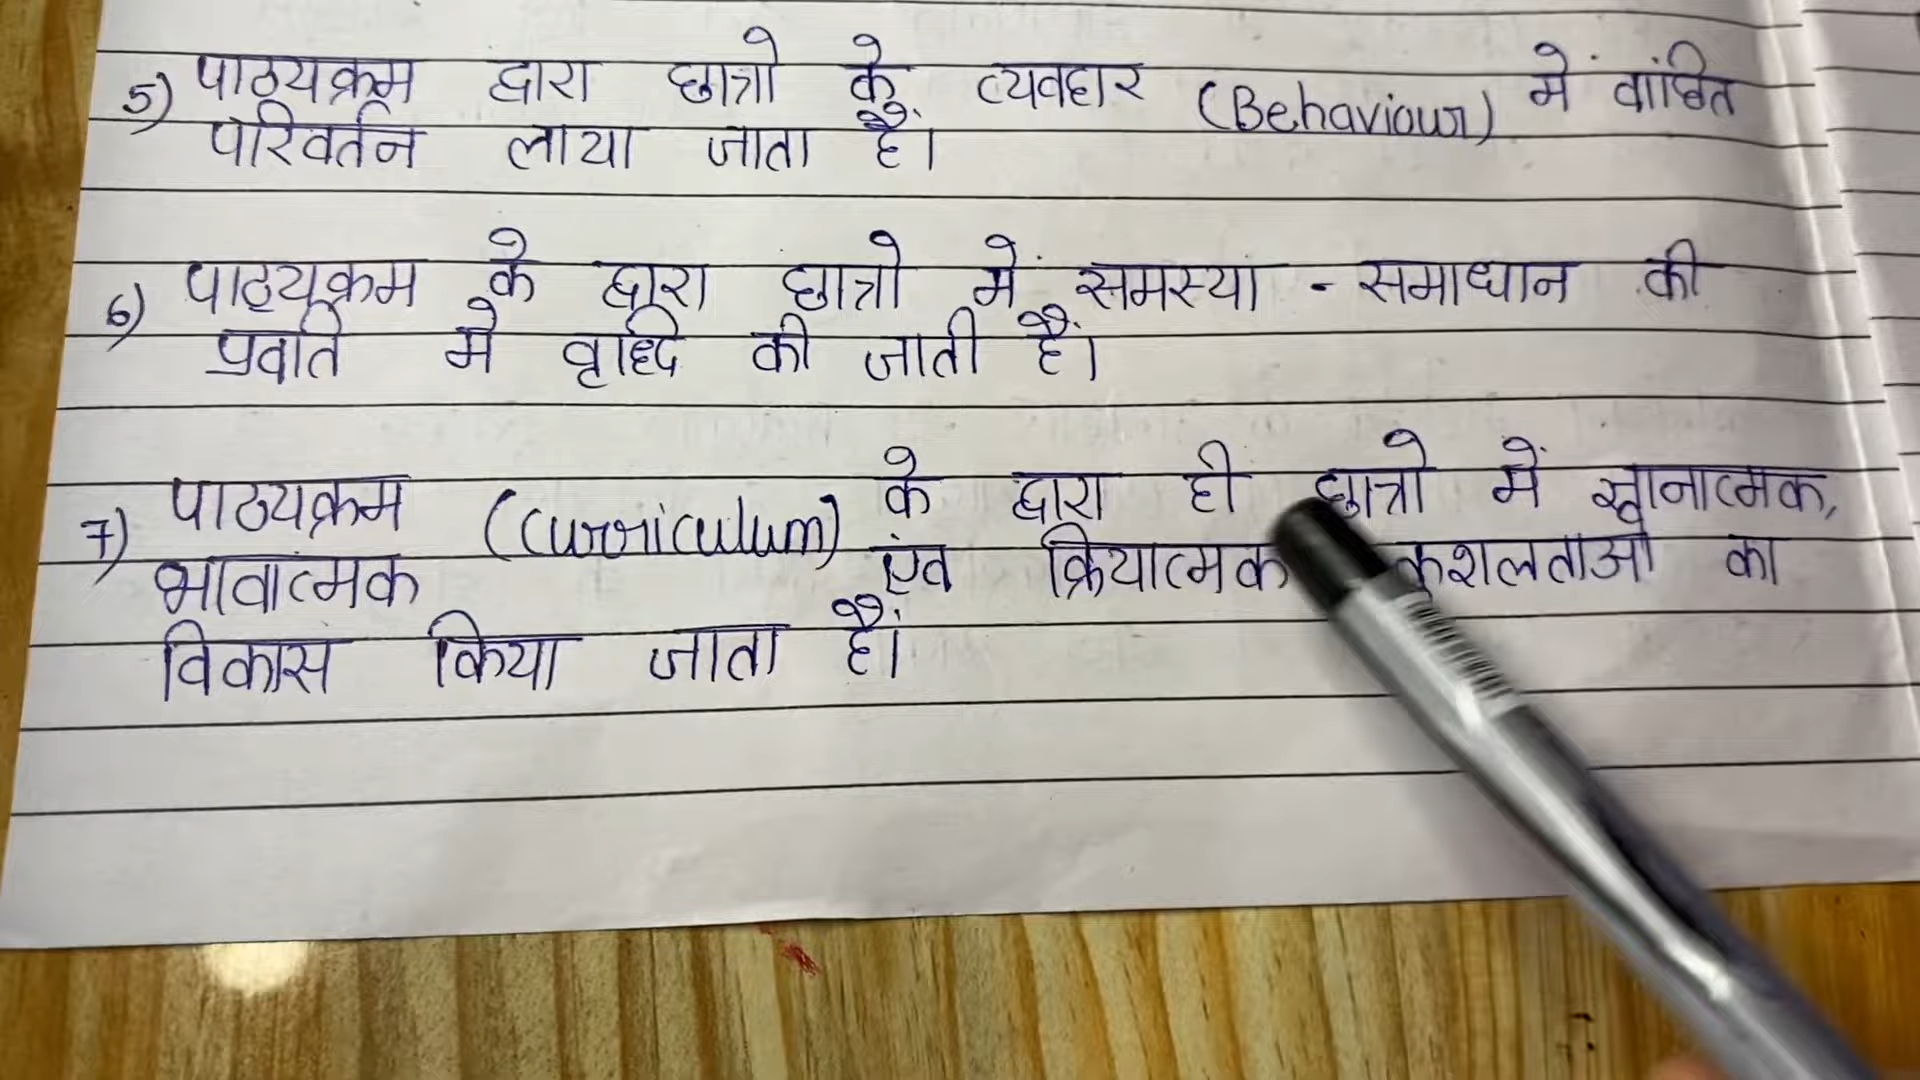 5) पाठ्यक्रम द्वारा छात्रो के व्यवहार (Behaviour) में वांछित
परिवर्तन लाया जाता हैं।
6) पाठ्यक्रम के द्वारा छात्रो में समस्या - समाधान की
प्रवति में वृध्दि की जाती हैं।
7) पाठ्यक्रम (Curriculum) के द्वारा ही छात्रो में ज्ञानात्मक,
भावात्मक एंव क्रियात्मक कुशलताओ का
विकास किया जाता हैं।